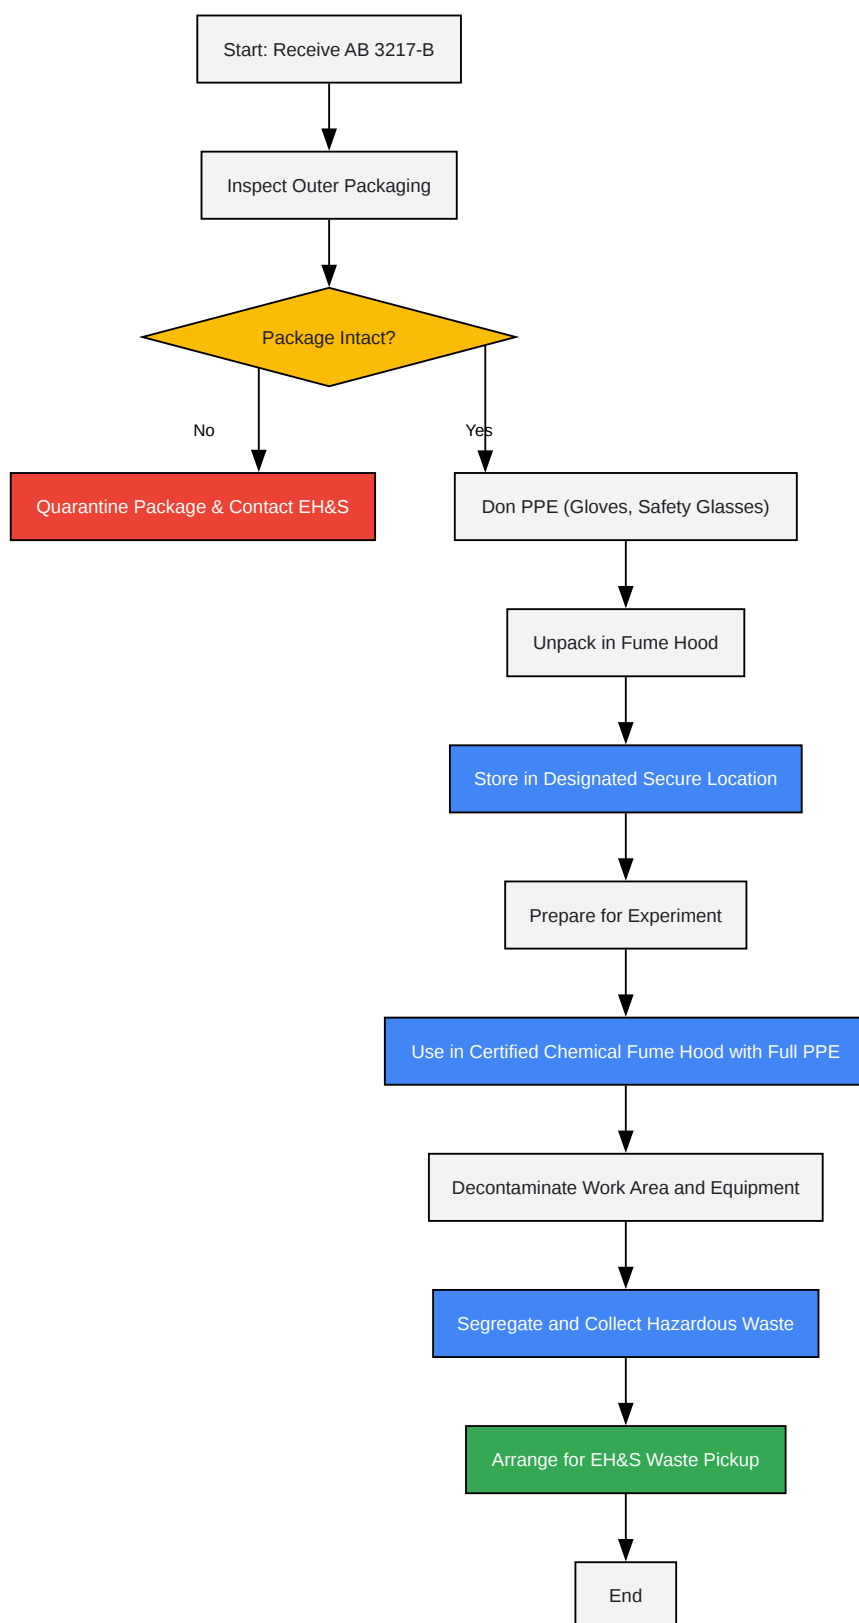 Start: Receive AB 3217-B
Inspect Outer Packaging
Package Intact?
No
Yes
Quarantine Package & Contact EH&S
Don PPE (Gloves, Safety Glasses)
Unpack in Fume Hood
Store in Designated Secure Location
Prepare for Experiment
Use in Certified Chemical Fume Hood with Full PPE
Decontaminate Work Area and Equipment
Segregate and Collect Hazardous Waste
Arrange for EH&S Waste Pickup
End